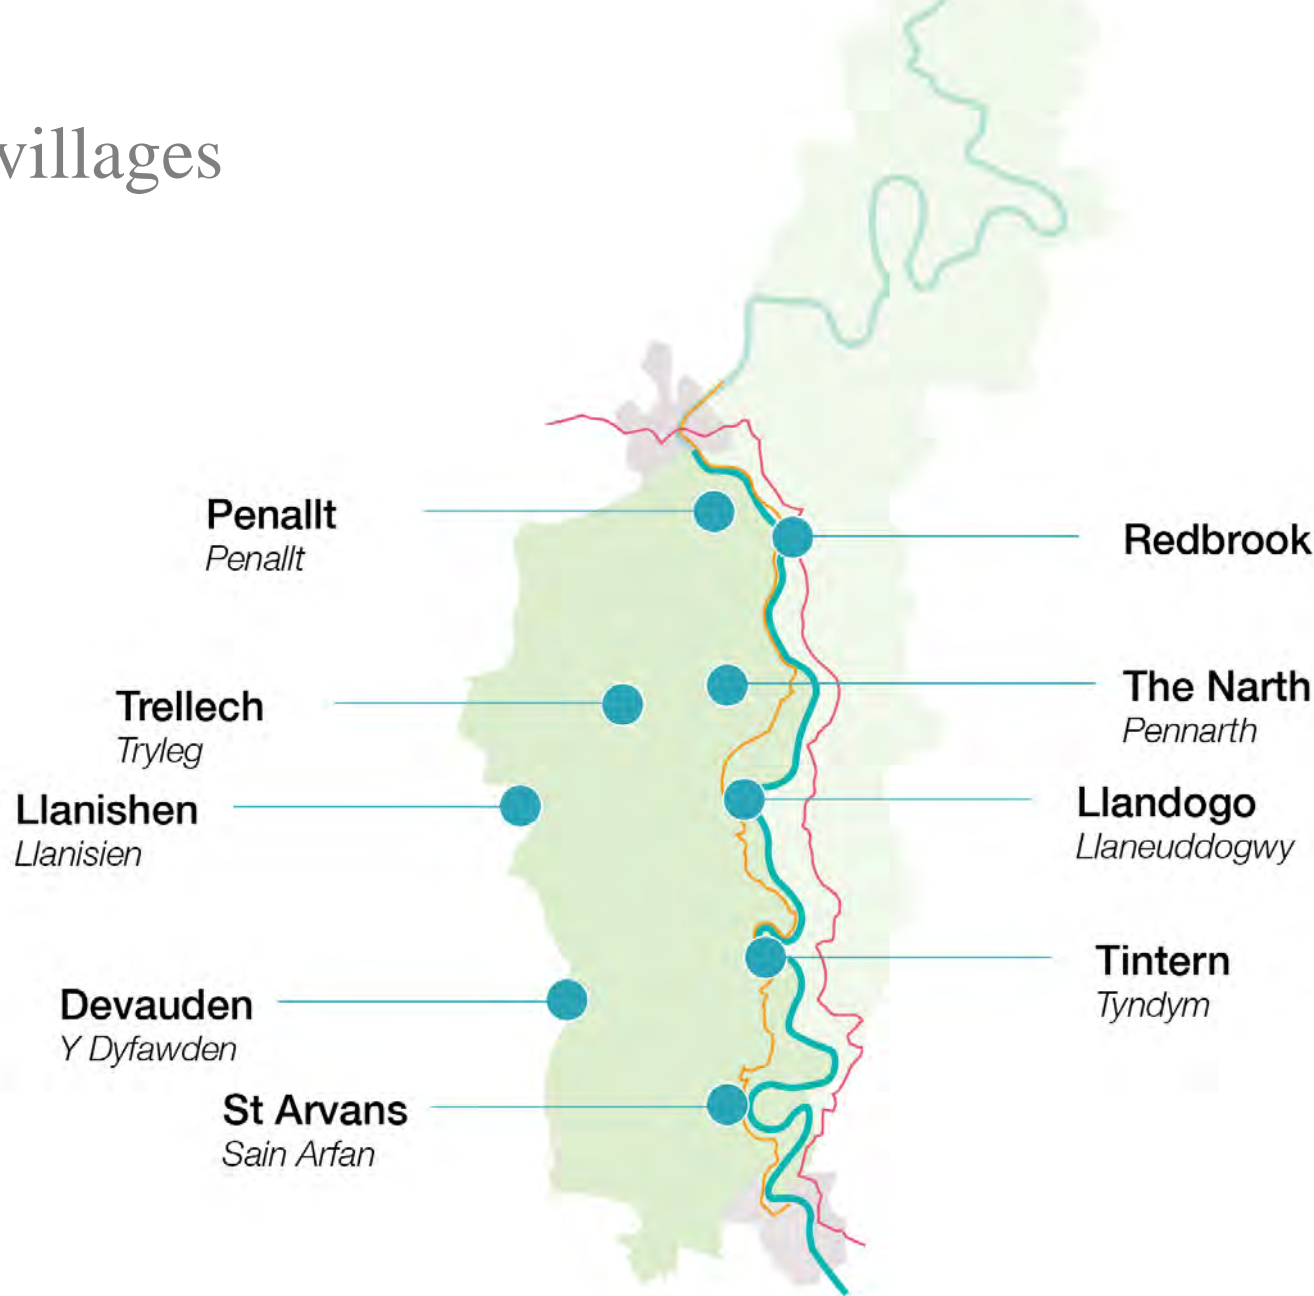 villages
Penallt
Penallt
Redbrook
The Narth
Pennarth
Trellech
Tryleg
Llanishen
Llanisien
Llandogo
Llaneuddogwy
Tintern
Tyndym
Devauden
Y Dyfawden
St Arvans
Sain Arfan